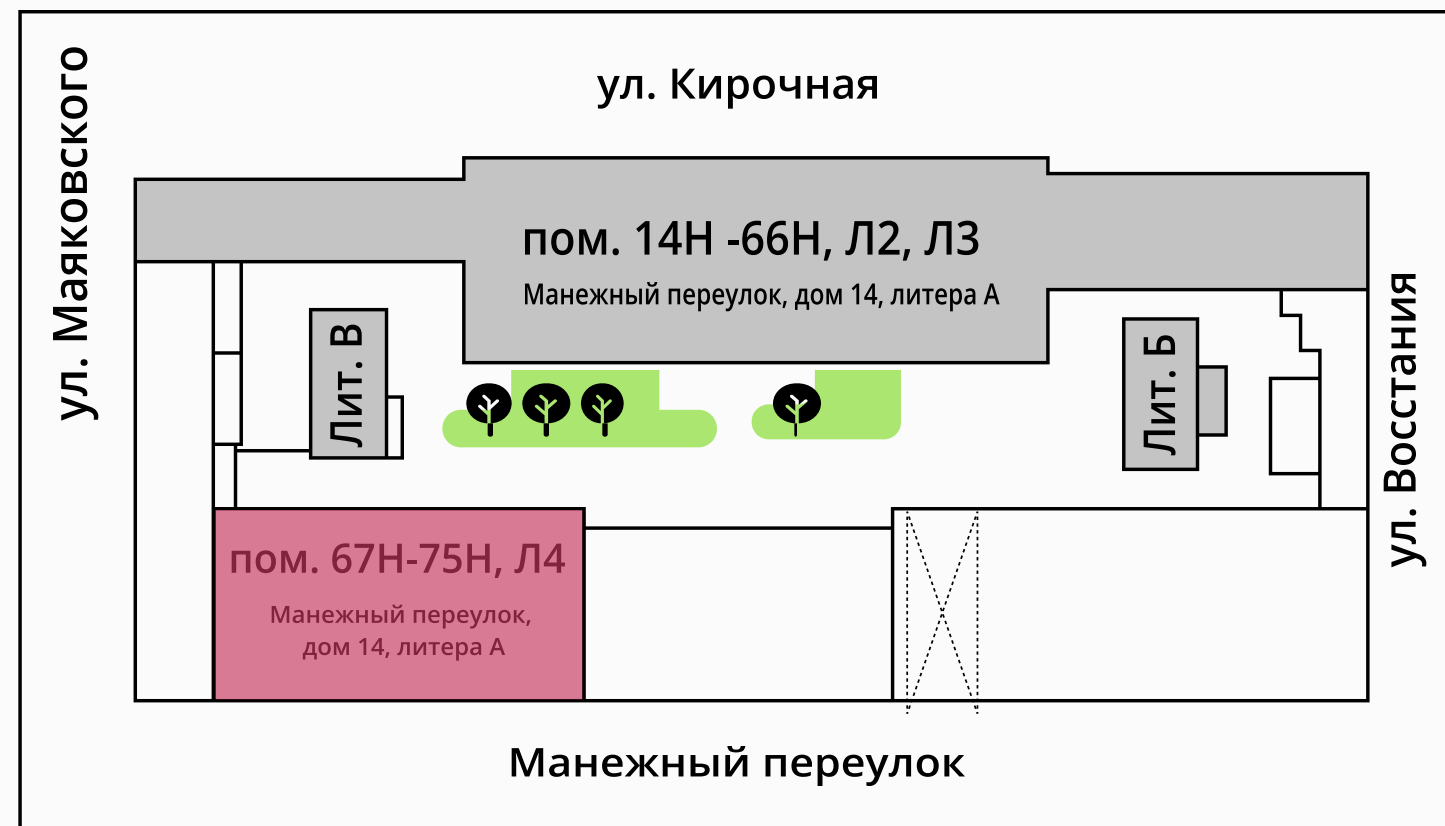 ул. Кирочная
ул. Маяковского
пом. 14Н -66Н, Л2, Л3
Манежный переулок, дом 14, литера А
Лит. В
Лит. Б
ул. Восстания
пом. 67Н-75Н, Л4
Манежный переулок,
дом 14, литера А
Манежный переулок